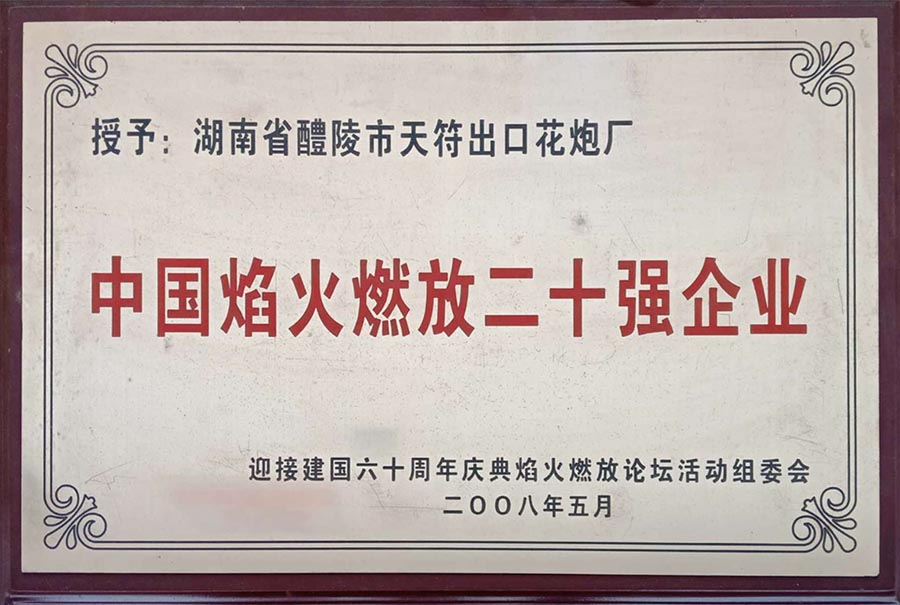 授予：湖南省醴陵市天符出口花炮厂
中国焰火燃放二十强企业
迎接建国六十周年庆典焰火燃放论坛活动组委会
二〇〇八年五月